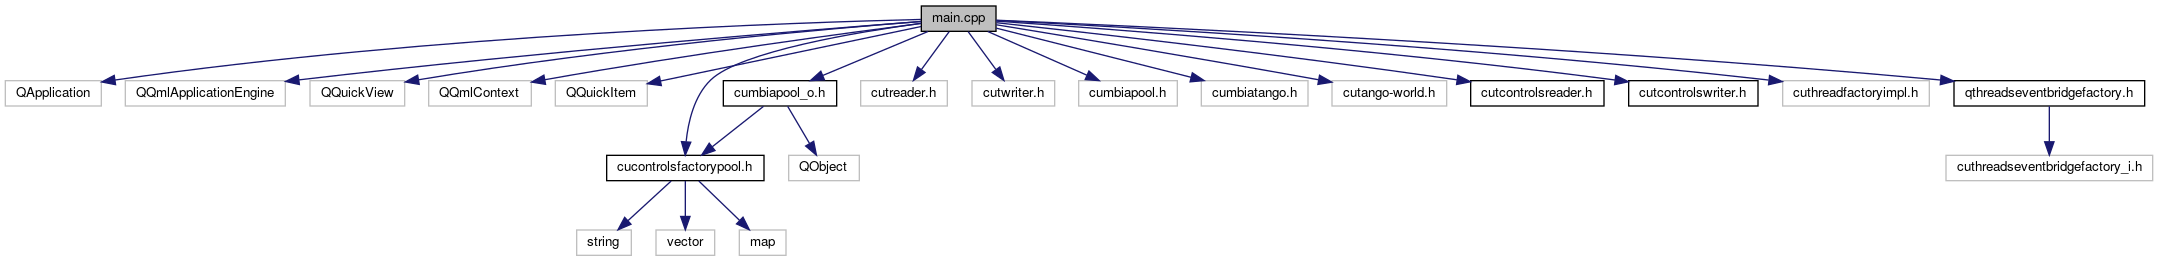 main.cpp
QApplication
QQmlApplicationEngine
QQuickView
QQmlContext
QQuickItem
cumbiapool_o.h
cutreader.h
cutwriter.h
cumbiapool.h
cumbiatango.h
cutango-world.h
cutcontrolsreader.h
cutcontrolswriter.h
cuthreadfactoryimpl.h
qthreadseventbridgefactory.h
cucontrolsfactorypool.h
QObject
cuthreadseventbridgefactory_i.h
string
vector
map